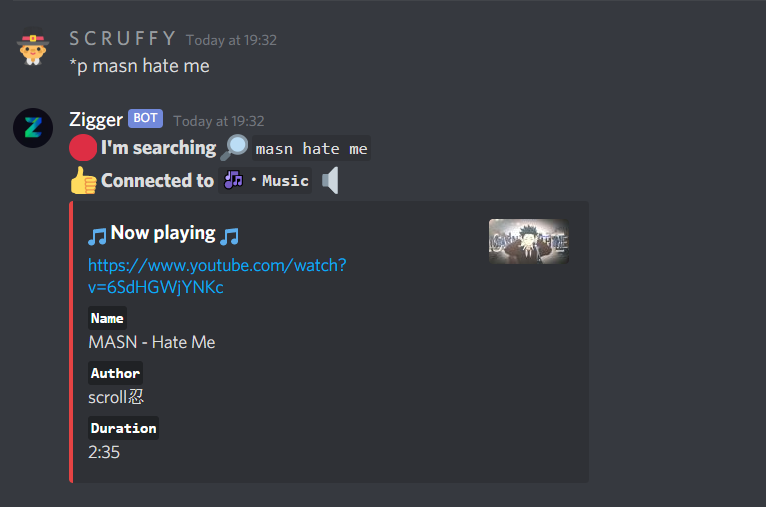 S C R U F F Y Today at 19:32
*p masn hate me
Zigger BOT Today at 19:32
I'm searching masn hate me
Connected to • Music
Now playing
https://www.youtube.com/watch?
v=6SdHGWjYNKc
Name
MASN - Hate Me
Author
scroll忍
Duration
2:35